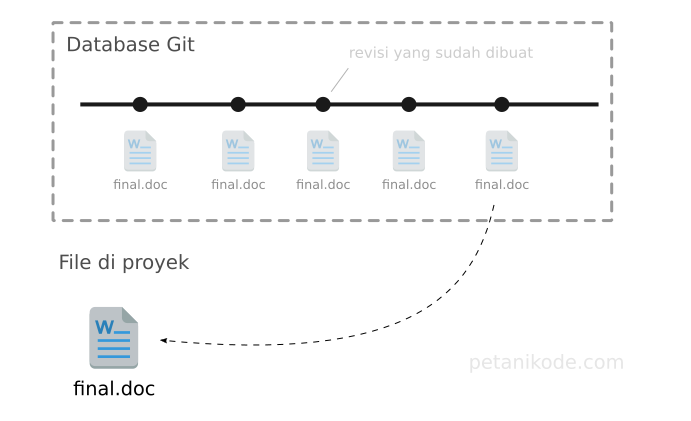 Database Git
revisi yang sudah dibuat
W W W W W
final.doc final.doc final.doc final.doc final.doc
File di proyek
W
final.doc
petanikode.com